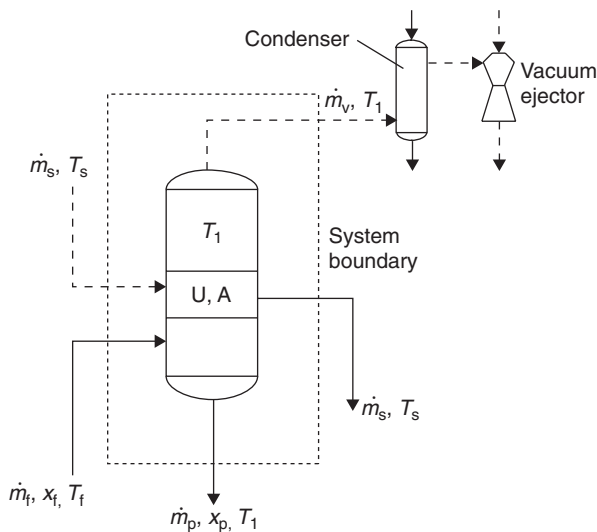 Condenser
Vacuum
ejector
ṁv, T1
ṁs, Ts
T1
System
boundary
U, A
ṁs, Ts
ṁf, xf, Tf
ṁp, xp, T1